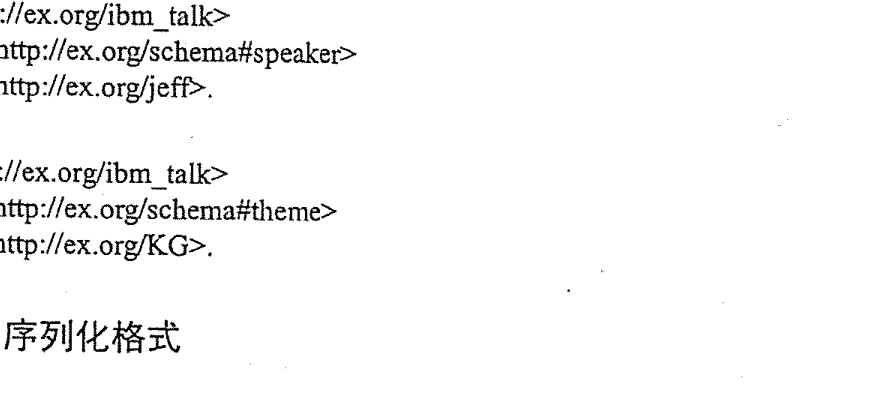 ://ex.org/ibm_talk>
http://ex.org/schema#speaker>
http://ex.org/jeff>.
://ex.org/ibm_talk>
http://ex.org/schema#theme>
http://ex.org/KG>.
序列化格式